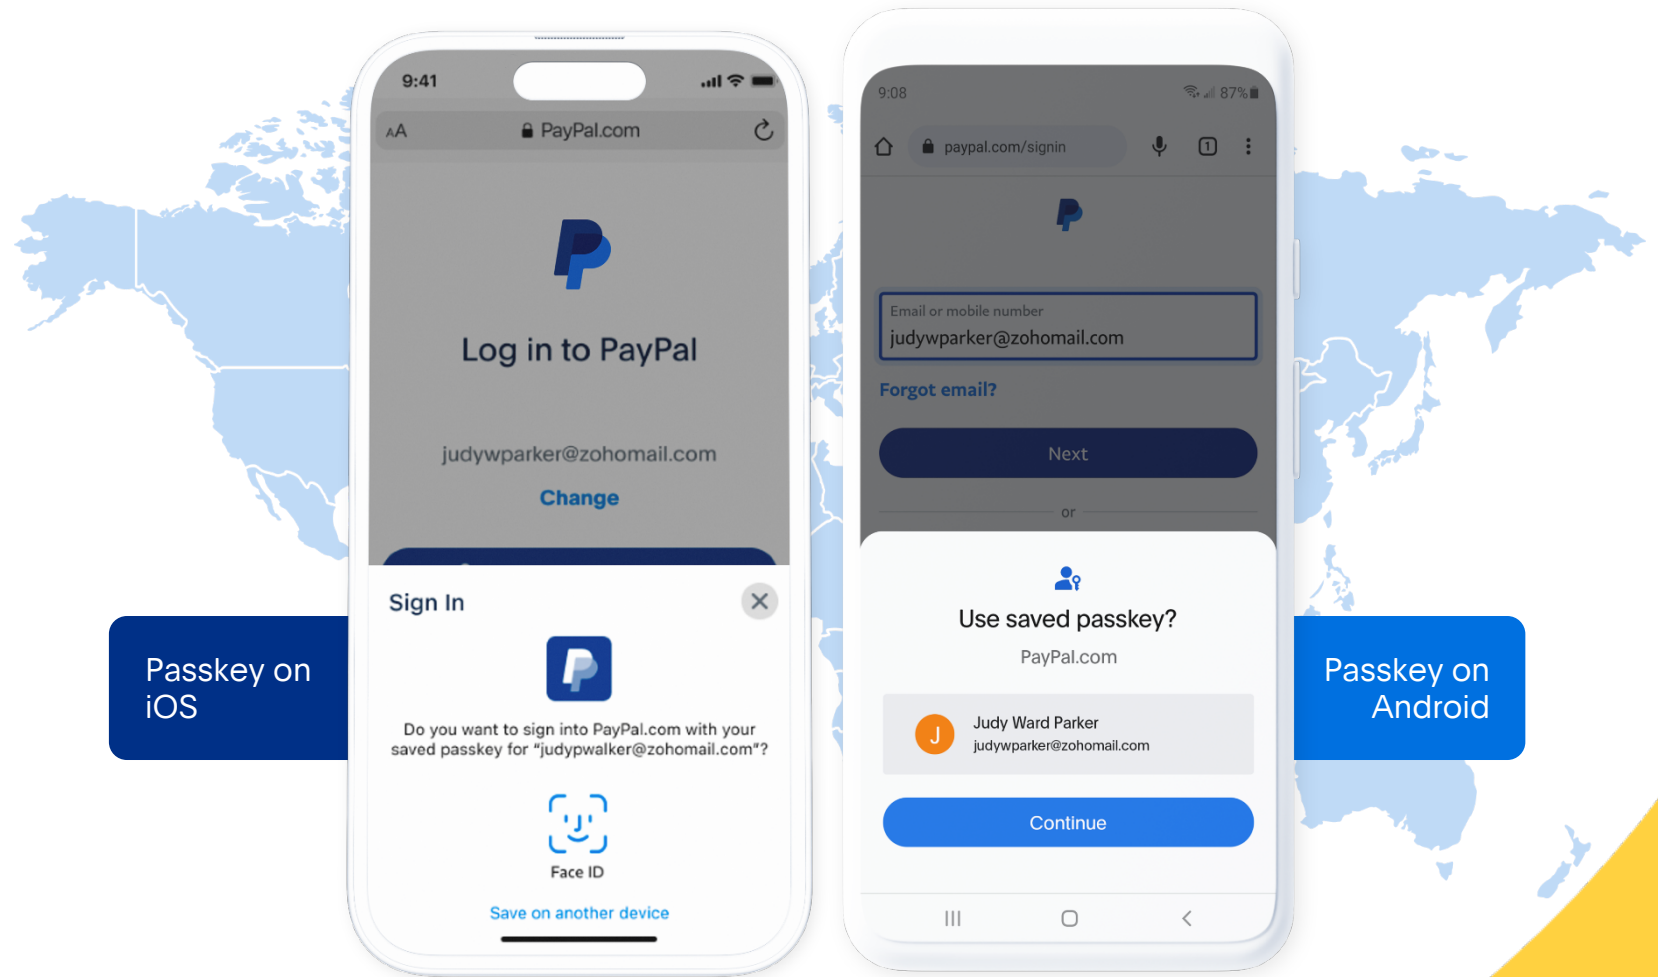 9:41
AA
PayPal.com
Log in to PayPal
judywparker@zohomail.com
Change
Sign In
Do you want to sign into PayPal.com with your
saved passkey for “judypwalker@zohomail.com”?
Face ID
Save on another device
Passkey on
iOS
9:08
87%
paypal.com/signin
1
Email or mobile number
judywparker@zohomail.com
Forgot email?
Next
or
Use saved passkey?
PayPal.com
J
Judy Ward Parker
judywparker@zohomail.com
Continue
Passkey on
Android